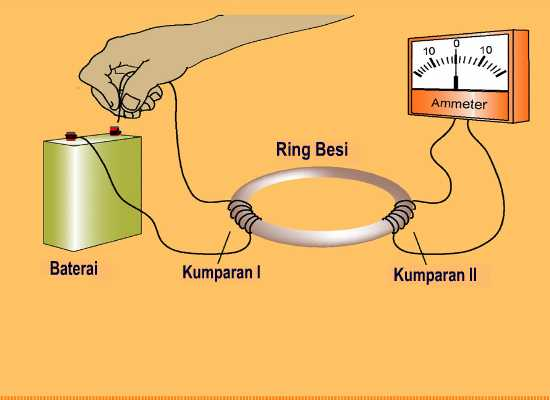 10 0 10
Ammeter
Ring Besi
Baterai
Kumparan I
Kumparan II